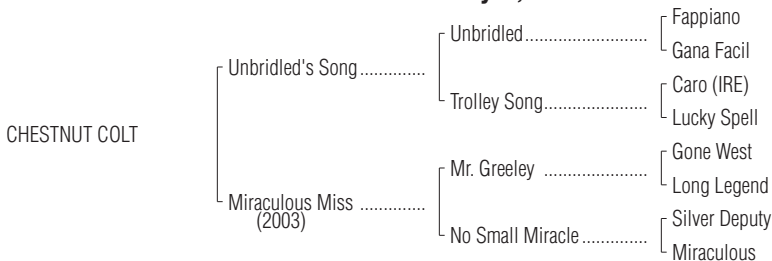 Fappiano
Unbridled........................
Gana Facil
Unbridled's Song..............
Caro (IRE)
Trolley Song......................
Lucky Spell
CHESTNUT COLT
Gone West
Mr. Greeley ......................
Long Legend
Miraculous Miss ..............
(2003)
Silver Deputy
No Small Miracle..............
Miraculous